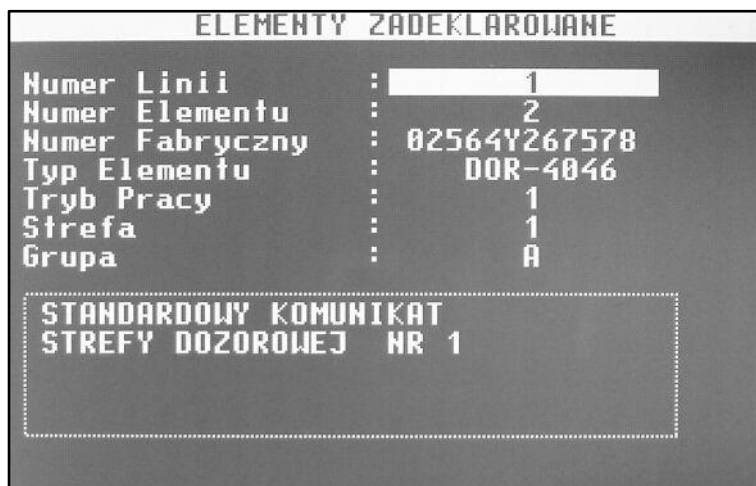 ELEMENTY ZADEKLAROWANE
Numer Linii : 1
Numer Elementu : 2
Numer Fabryczny : 02564Y267578
Typ Elementu : DOR-4046
Tryb Pracy : 1
Strefa : 1
Grupa : A
STANDARDOWY KOMUNIKAT
STREFY DOZOROWEJ NR 1